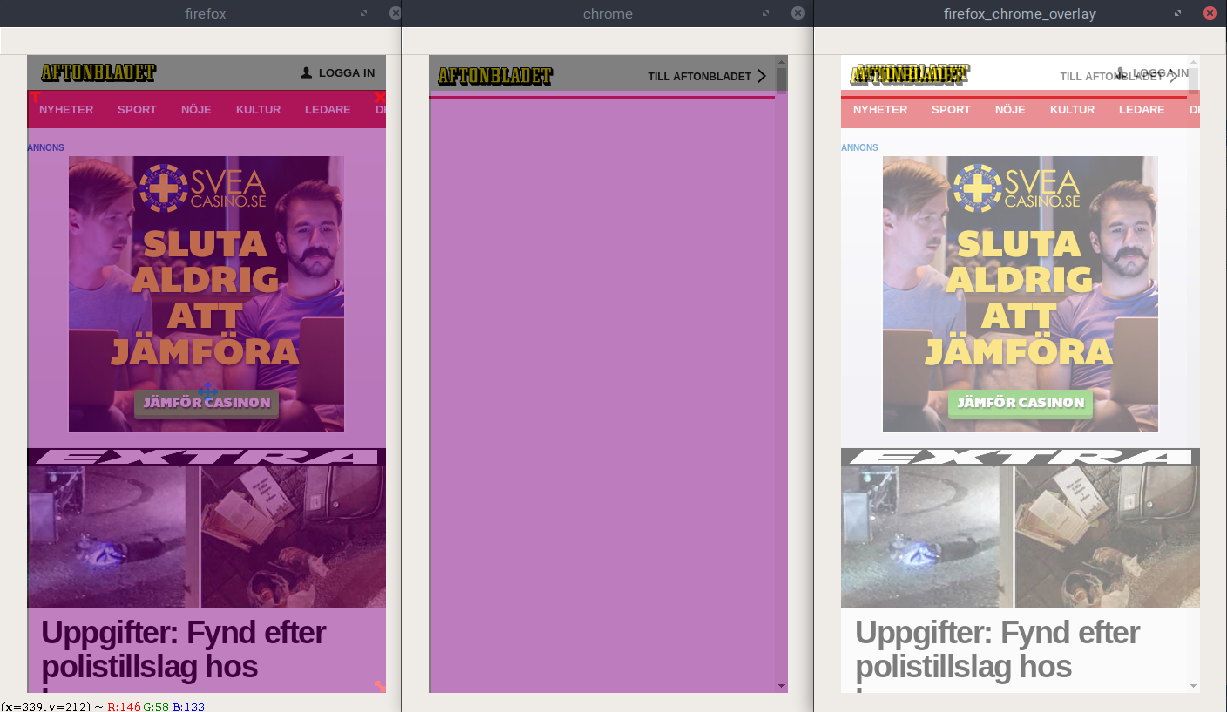 firefox
chrome
firefox_chrome_overlay
AFTONBLADET
LOGGA IN
NYHETER SPORT NÖJE KULTUR LEDARE
ANNONS
SVEA
CASINO.SE
SLUTA
ALDRIG
ATT
JÄMFÖRA
JÄMFÖR CASINON
EXTRA
Uppgifter: Fynd efter
polistillslag hos
AFTONBLADET
TILL AFTONBLADET
AFTONBLADET
TILL AFTONBLADET
LOGGA IN
NYHETER SPORT NÖJE KULTUR LEDARE
ANNONS
SVEA
CASINO.SE
SLUTA
ALDRIG
ATT
JÄMFÖRA
JÄMFÖR CASINON
EXTRA
Uppgifter: Fynd efter
polistillslag hos
(x=339, y=212) ~ R:146 G:58 B:133